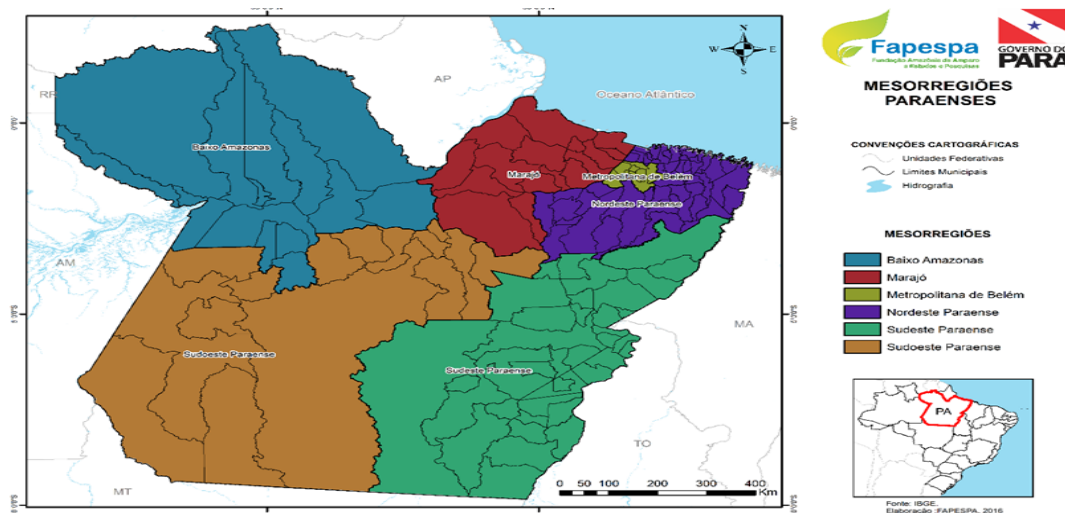 AP
RR
Oceano Atlântico
0°0'
Baixo Amazonas
Marajó
Metropolitana de Belém
Nordeste Paraense
AM
MA
Sudoeste Paraense
Sudeste Paraense
TO
MT
0 50 100 200 300 400
Km
N
W E
S
Fapespa
Fundação Amazônia de Amparo
a Estudos e Pesquisas
GOVERNO DO
PARÁ
MESORREGIÕES
PARAENSES
CONVENÇÕES CARTOGRÁFICAS
Unidades Federativas
Limites Municipais
Hidrografia
MESORREGIÕES
Baixo Amazonas
Marajó
Metropolitana de Belém
Nordeste Paraense
Sudeste Paraense
Sudoeste Paraense
PA
Fonte: IBGE.
Elaboração :FAPESPA, 2016